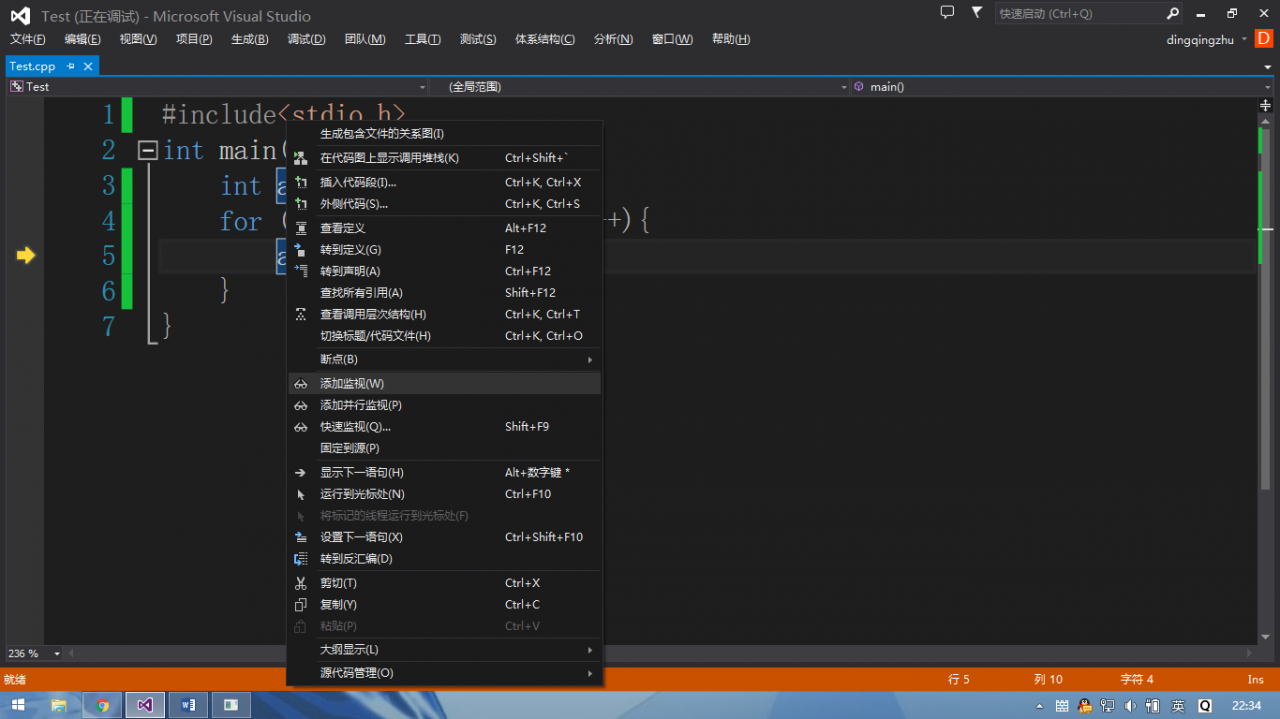 Test (正在调试) - Microsoft Visual Studio
快速启动 (Ctrl+Q)
文件(F) 编辑(E) 视图(V) 项目(P) 生成(B) 调试(D) 团队(M) 工具(T) 测试(S) 体系结构(C) 分析(N) 窗口(W) 帮助(H)
dingqingzhu D
Test.cpp
Test (全局范围) main()
1 #include<stdio.h>
2 int main(
3 int a
4 for ( +){
5 a
6 }
7 }
生成包含文件的关系图(I)
在代码图上显示调用堆栈(K) Ctrl+Shift+`
插入代码段(I)... Ctrl+K, Ctrl+X
外侧代码(S)... Ctrl+K, Ctrl+S
查看定义 Alt+F12
转到定义(G) F12
转到声明(A) Ctrl+F12
查找所有引用(A) Shift+F12
查看调用层次结构(H) Ctrl+K, Ctrl+T
切换标题/代码文件(H) Ctrl+K, Ctrl+O
断点(B)
添加监视(W)
添加并行监视(P)
快速监视(Q)... Shift+F9
固定到源(P)
显示下一语句(H) Alt+数字键 *
运行到光标处(N) Ctrl+F10
将标记的线程运行到光标处(F)
设置下一语句(X) Ctrl+Shift+F10
转到反汇编(D)
剪切(T) Ctrl+X
复制(Y) Ctrl+C
粘贴(P) Ctrl+V
大纲显示(L)
源代码管理(O)
236 %
就绪 行 5 列 10 字符 4 Ins
英 Q 22:34